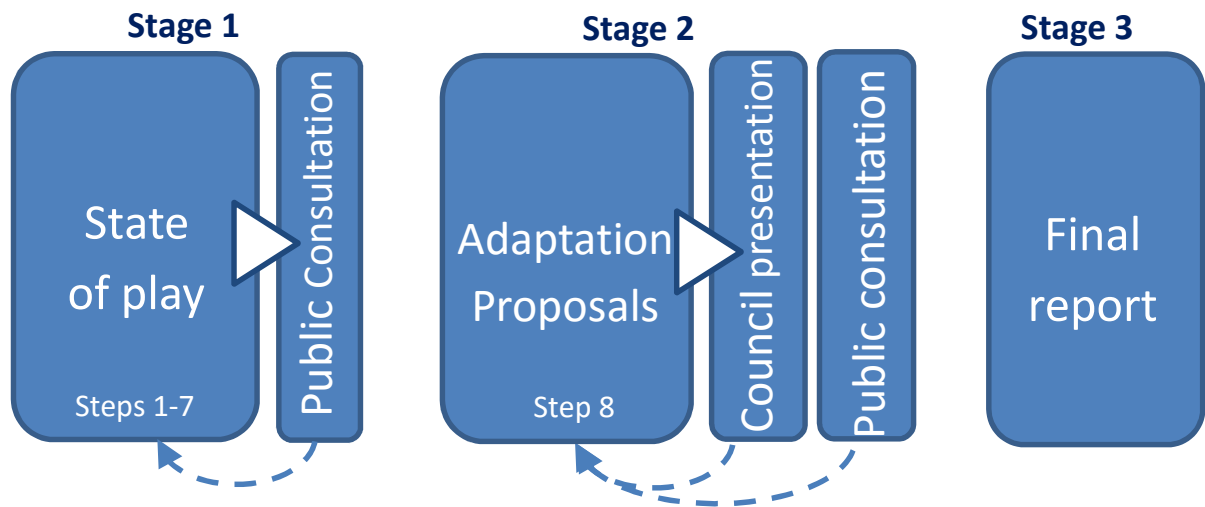 Stage 1
State
of play
Steps 1-7
Public Consultation
Stage 2
Adaptation
Proposals
Step 8
Council presentation
Public consultation
Stage 3
Final
report